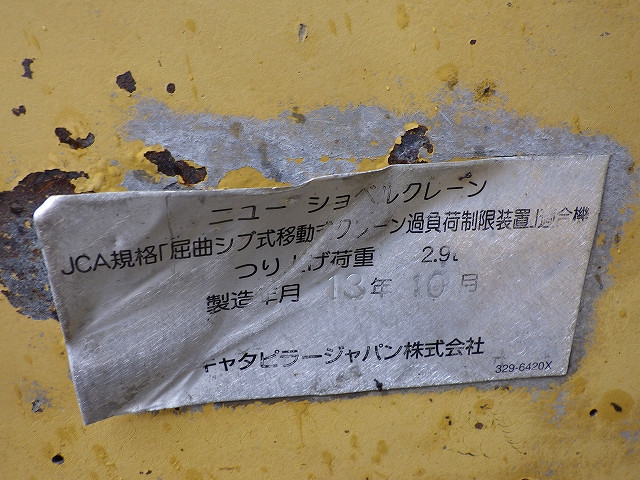 ニュー ショベルクレーン
JCA規格「屈曲ジブ式移動式クレーン過負荷制限装置」適合機
つり上げ荷重 2.9t
製造年月 13年 10月
キャタピラージャパン株式会社
329-6420X